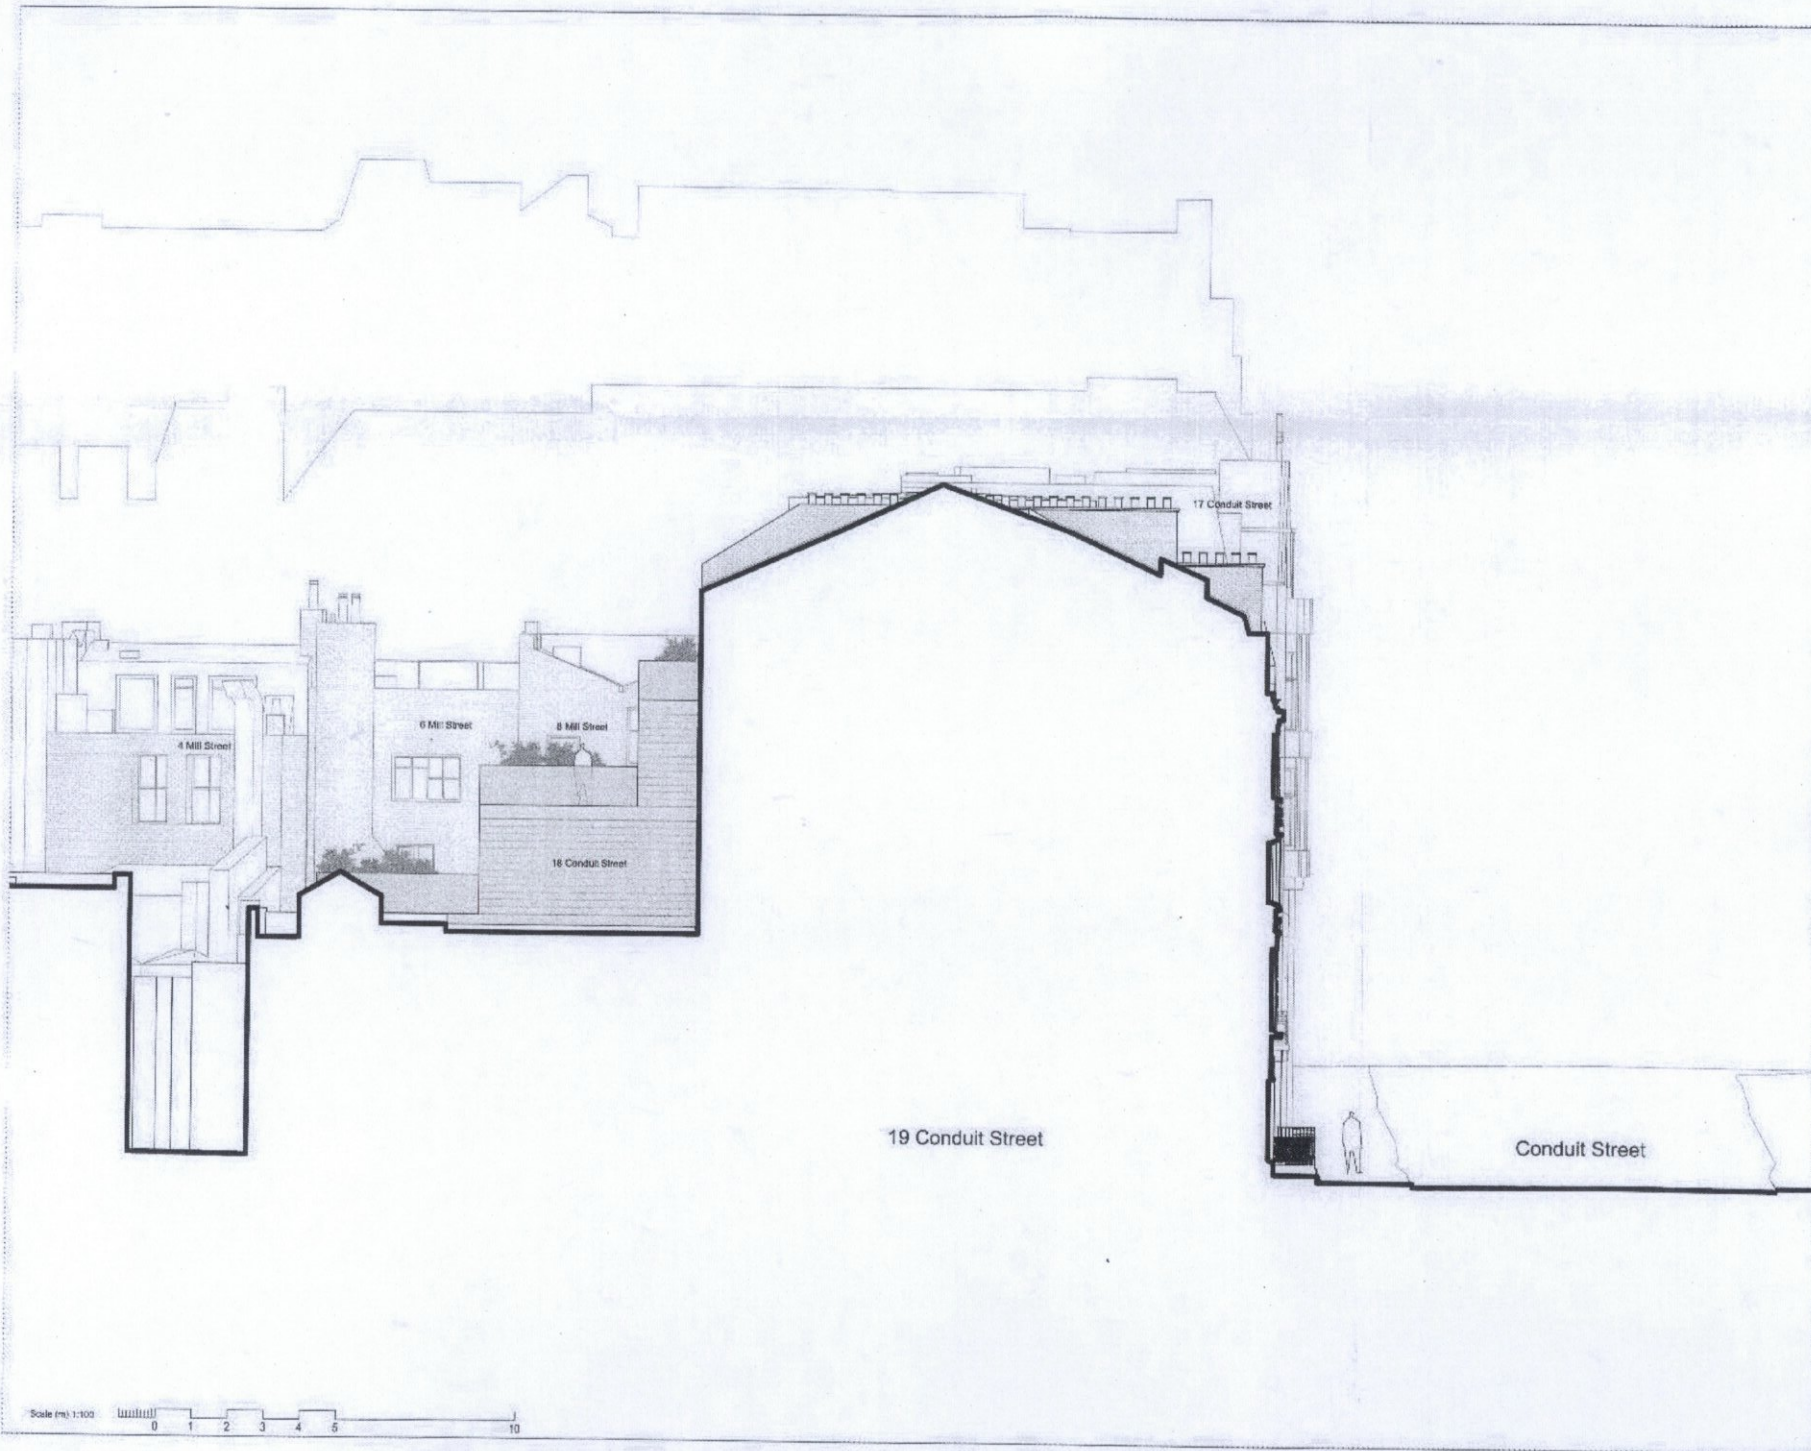 17 Conduit Street
6 Mill Street
8 Mill Street
4 Mill Street
18 Conduit Street
19 Conduit Street
Conduit Street
Scale (m) 1:100
0 1 2 3 4 5 10